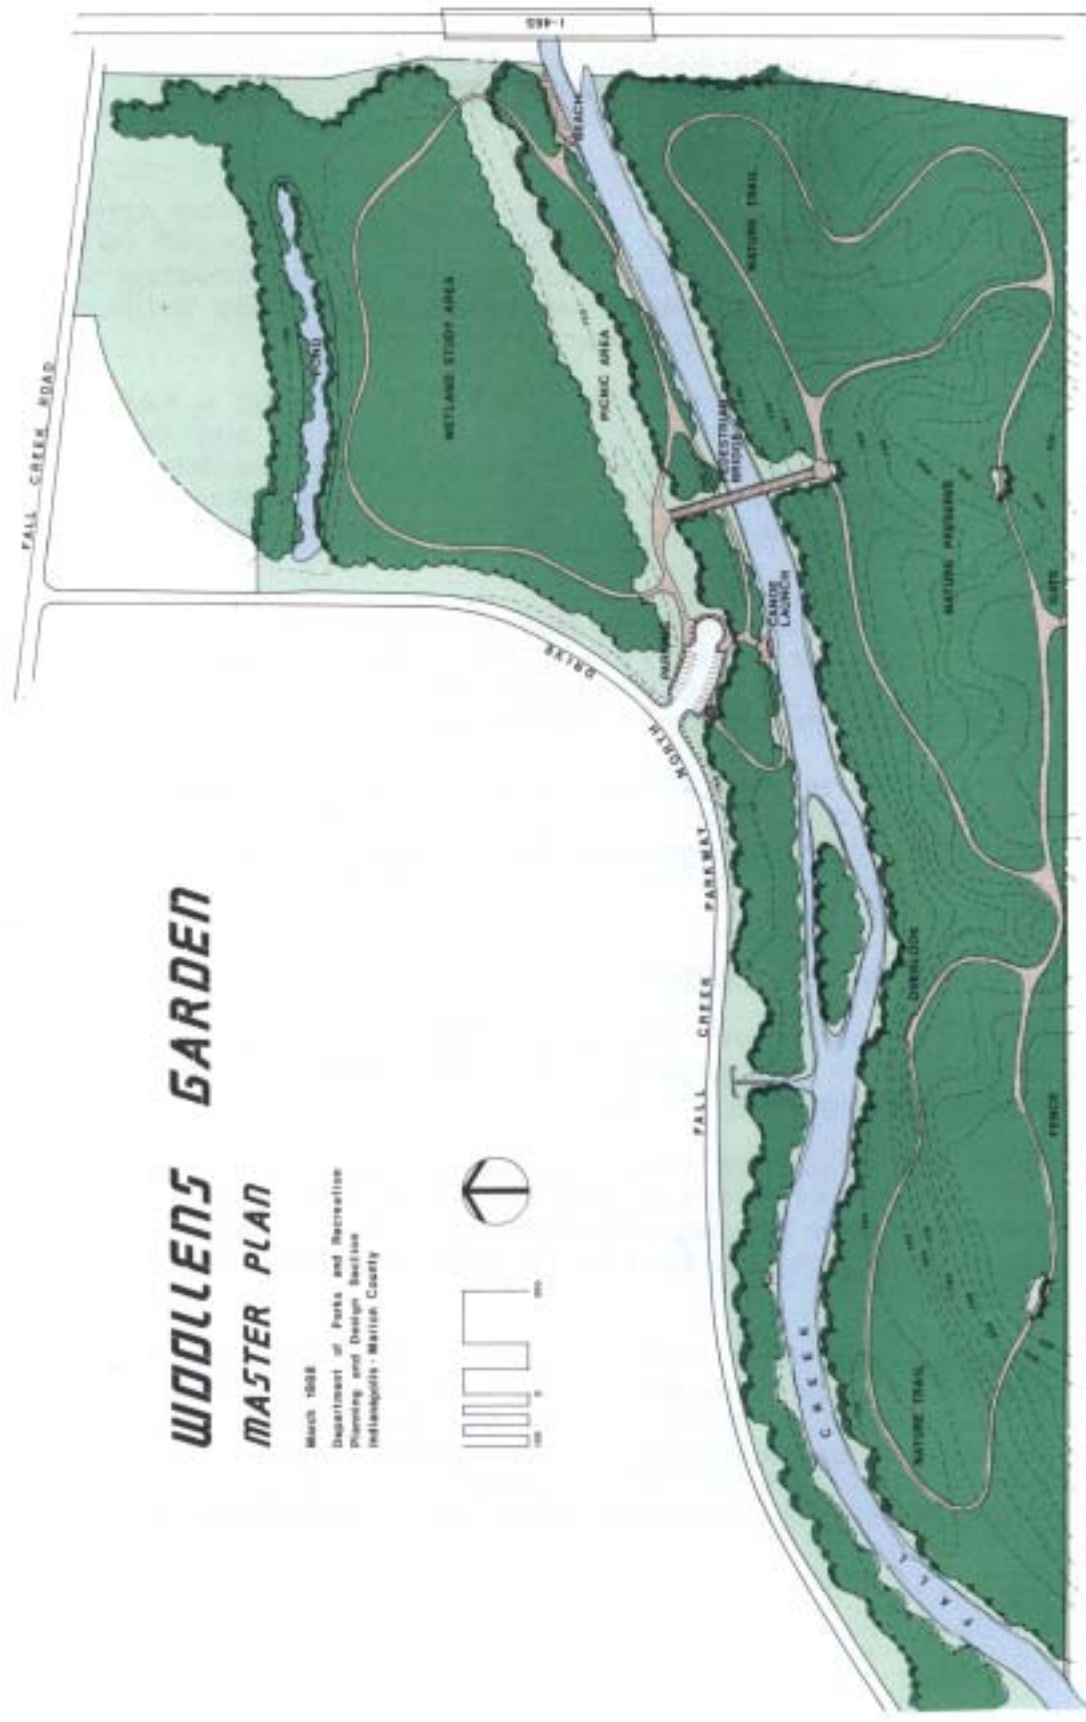 WOOLLENS GARDEN
MASTER PLAN
March 1988
Department of Parks and Recreation
Planning and Design Section
Indianapolis - Marion County
FALL CREEK ROAD
I-465
POND
WETLAND STUDY AREA
PICNIC AREA
BEACH
NATURE TRAIL
PEDESTRIAN
BRIDGE
PARKING
CANOE
LAUNCH
NATURE PRESERVE
GATE
FALL CREEK PARKWAY NORTH DRIVE
OVERLOOK
FENCE
NATURE TRAIL
FALL CREEK